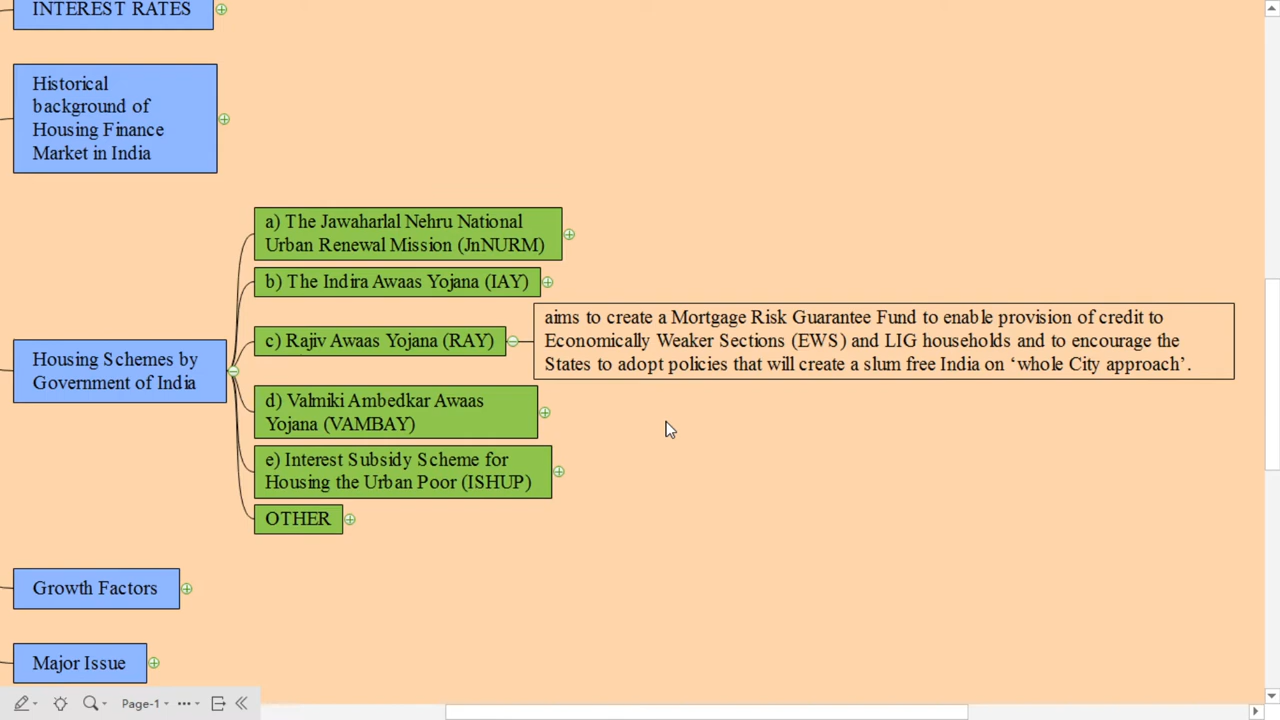 INTEREST RATES
Historical
background of
Housing Finance
Market in India
a) The Jawaharlal Nehru National
Urban Renewal Mission (JnNURM)
b) The Indira Awaas Yojana (IAY)
c) Rajiv Awaas Yojana (RAY)
aims to create a Mortgage Risk Guarantee Fund to enable provision of credit to
Economically Weaker Sections (EWS) and LIG households and to encourage the
States to adopt policies that will create a slum free India on ‘whole City approach’.
Housing Schemes by
Government of India
d) Valmiki Ambedkar Awaas
Yojana (VAMBAY)
e) Interest Subsidy Scheme for
Housing the Urban Poor (ISHUP)
OTHER
Growth Factors
Major Issue
Page-1